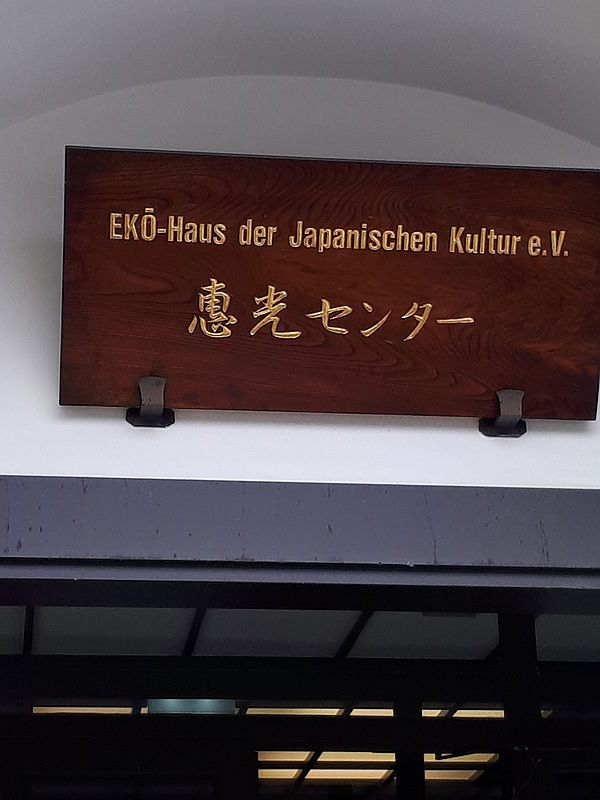 EKŌ-Haus der Japanischen Kultur e.V.
惠光センター